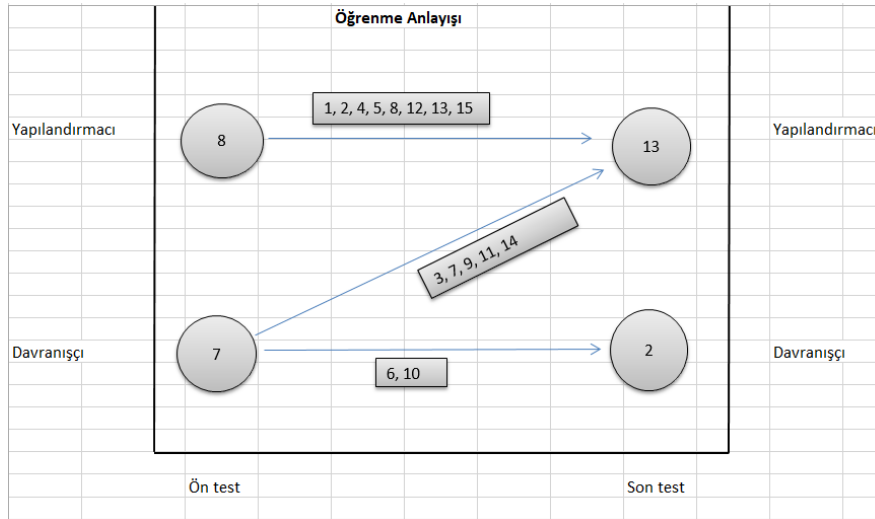 Öğrenme Anlayışı
1, 2, 4, 5, 8, 12, 13, 15
Yapılandırmacı
8
13
Yapılandırmacı
3, 7, 9, 11, 14
Davranışçı
7
2
Davranışçı
6, 10
Ön test
Son test